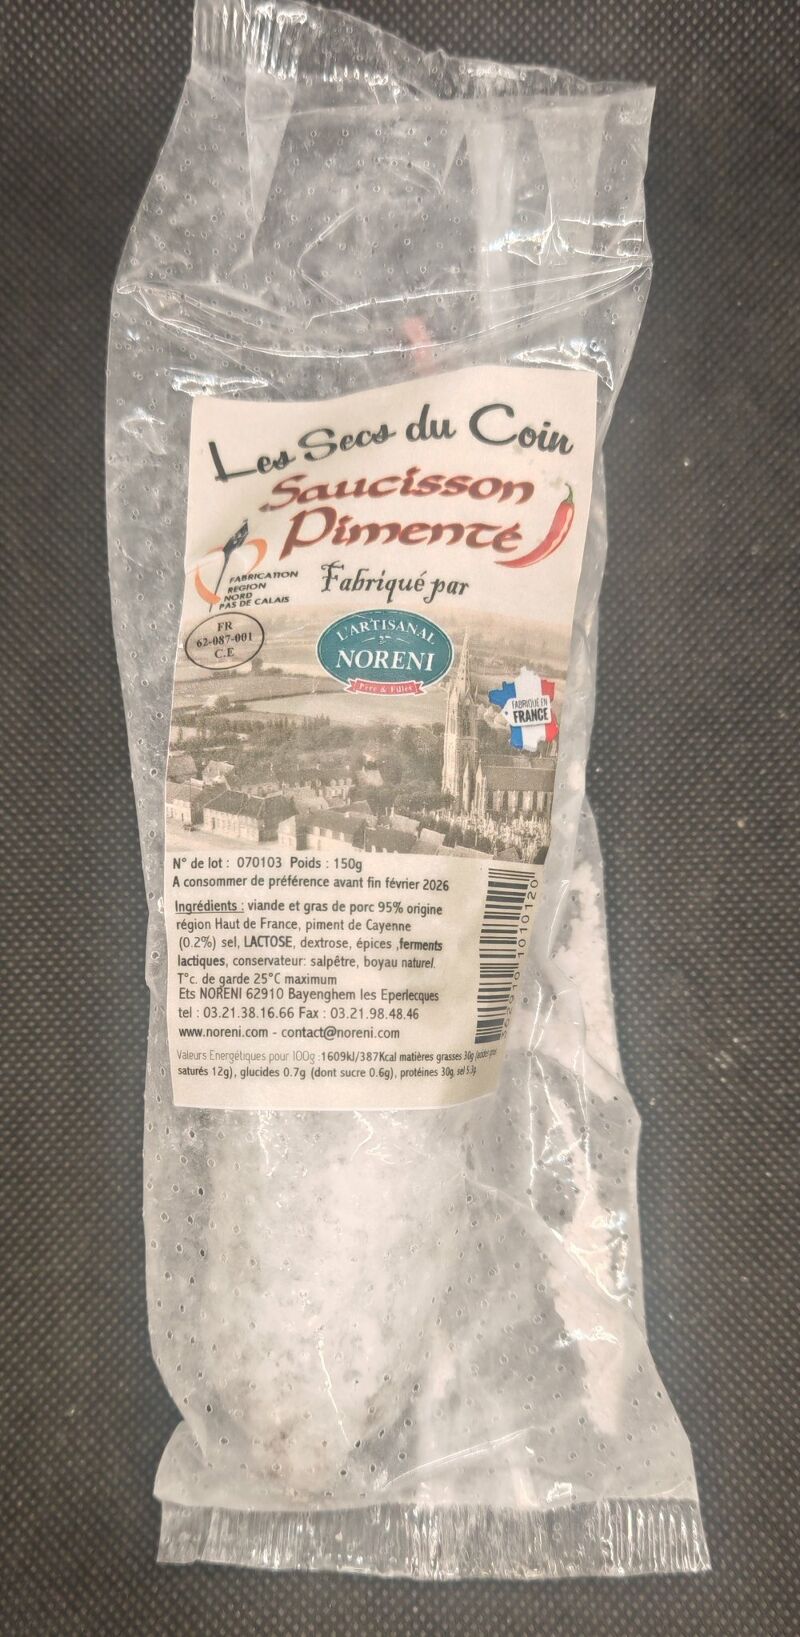 Les Secs du Coin
Saucisson
Pimenté
FABRICATION
REGION
NORD
PAS DE CALAIS
Fabriqué par
FR
62-087-001
C.E
L'ARTISANAL
NORENI
Père & Filles
FABRIQUÉ EN
FRANCE
N° de lot : 070103 Poids : 150g
A consommer de préférence avant fin février 2026
Ingrédients : viande et gras de porc 95% origine
région Haut de France, piment de Cayenne
(0.2%) sel, LACTOSE, dextrose, épices ,ferments
lactiques, conservateur: salpêtre, boyau naturel.
T°c. de garde 25°C maximum
Ets NORENI 62910 Bayenghem les Eperlecques
tel : 03.21.38.16.66 Fax : 03.21.98.48.46
www.noreni.com - contact@noreni.com
Valeurs Energétiques pour 100g :1609kJ/387Kcal matières grasses 30g
saturés 12g), glucides 0.7g (dont sucre 0.6g), protéines 30g, sel 5.3g